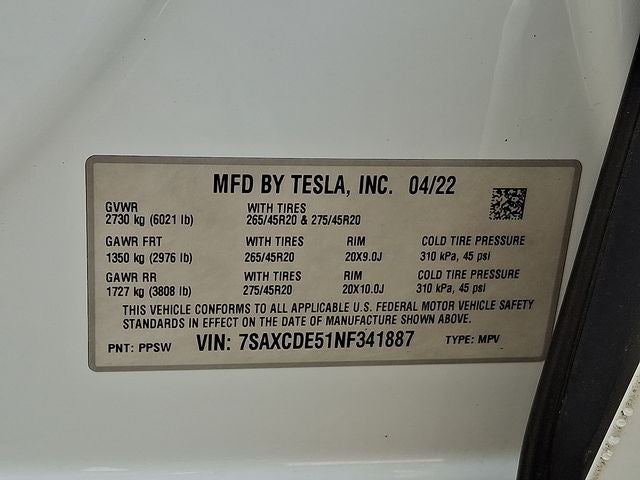 MFD BY TESLA, INC. 04/22
GVWR WITH TIRES
2730 kg (6021 lb) 265/45R20 & 275/45R20
GAWR FRT WITH TIRES RIM COLD TIRE PRESSURE
1350 kg (2976 lb) 265/45R20 20X9.0J 310 kPa, 45 psi
GAWR RR WITH TIRES RIM COLD TIRE PRESSURE
1727 kg (3808 lb) 275/45R20 20X10.0J 310 kPa, 45 psi
THIS VEHICLE CONFORMS TO ALL APPLICABLE U.S. FEDERAL MOTOR VEHICLE SAFETY
STANDARDS IN EFFECT ON THE DATE OF MANUFACTURE SHOWN ABOVE.
PNT: PPSW VIN: 7SAXCDE51NF341887 TYPE: MPV